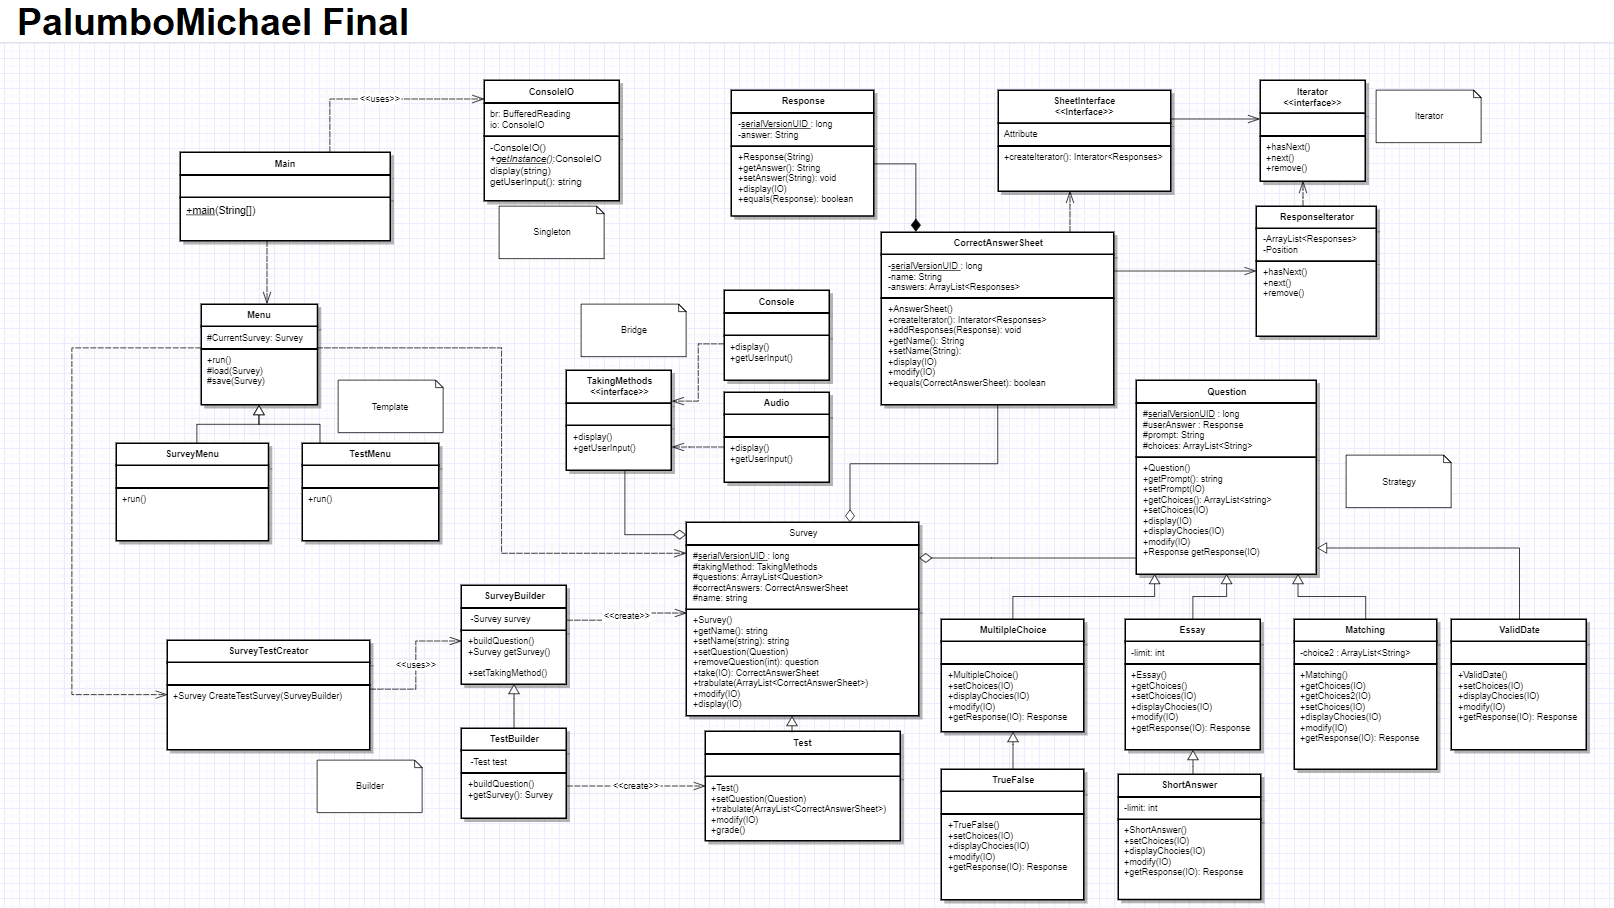 PalumboMichael Final
<<uses>>
ConsoleIO
br: BufferedReading
io: ConsoleIO
-ConsoleIO()
+getInstance():ConsoleIO
display(string)
getUserInput(): string
Singleton
Main
+main(String[])
Response
-serialVersionUID : long
-answer: String
+Response(String)
+getAnswer(): String
+setAnswer(String): void
+display(IO)
+equals(Response): boolean
SheetInterface
<<Interface>>
Attribute
+createIterator(): Interator<Responses>
Iterator
<<interface>>
+hasNext()
+next()
+remove()
Iterator
ResponseIterator
-ArrayList<Responses>
-Position
+hasNext()
+next()
+remove()
CorrectAnswerSheet
-serialVersionUID : long
-name: String
-answers: ArrayList<Responses>
+AnswerSheet()
+createIterator(): Interator<Responses>
+addResponses(Response): void
+getName(): String
+setName(String):
+display(IO)
+modify(IO)
+equals(CorrectAnswerSheet): boolean
Menu
#CurrentSurvey: Survey
+run()
#load(Survey)
#save(Survey)
Template
SurveyMenu
+run()
TestMenu
+run()
Bridge
Console
+display()
+getUserInput()
TakingMethods
<<interface>>
+display()
+getUserInput()
Audio
+display()
+getUserInput()
Question
#serialVersionUID : long
#userAnswer : Response
#prompt: String
#choices: ArrayList<String>
+Question()
+getPrompt(): string
+setPrompt(IO)
+getChoices(): ArrayList<string>
+setChoices(IO)
+display(IO)
+displayChocies(IO)
+modify(IO)
+Response getResponse(IO)
Strategy
Survey
#serialVersionUID : long
#takingMethod: TakingMethods
#questions: ArrayList<Question>
#correctAnswers: CorrectAnswerSheet
#name: string
+Survey()
+getName(): string
+setName(string): string
+setQuestion(Question)
+removeQuestion(int): question
+take(IO): CorrectAnswerSheet
+trabulate(ArrayList<CorrectAnswerSheet>)
+modify(IO)
+display(IO)
SurveyBuilder
-Survey survey
+buildQuestion()
+Survey getSurvey()
+setTakingMethod()
<<create>>
SurveyTestCreator
+Survey CreateTestSurvey(SurveyBuilder)
<<uses>>
Builder
TestBuilder
-Test test
+buildQuestion()
+getSurvey(): Survey
<<create>>
Test
+Test()
+setQuestion(Question)
+trabulate(ArrayList<CorrectAnswerSheet>)
+modify(IO)
+grade()
MutlilpleChoice
+MultipleChoice()
+setChoices(IO)
+displayChocies(IO)
+modify(IO)
+getResponse(IO): Response
Essay
-limit: int
+Essay()
+getChoices()
+setChoices(IO)
+displayChocies(IO)
+modify(IO)
+getResponse(IO): Response
Matching
-choice2 : ArrayList<String>
+Matching()
+getChoices(IO)
+getChoices2(IO)
+setChoices(IO)
+displayChocies(IO)
+modify(IO)
+getResponse(IO): Response
ValidDate
+ValidDate()
+setChoices(IO)
+displayChocies(IO)
+modify(IO)
+getResponse(IO): Response
TrueFalse
+TrueFalse()
+setChoices(IO)
+displayChocies(IO)
+modify(IO)
+getResponse(IO): Response
ShortAnswer
-limit: int
+ShortAnswer()
+setChoices(IO)
+displayChocies(IO)
+modify(IO)
+getResponse(IO): Response